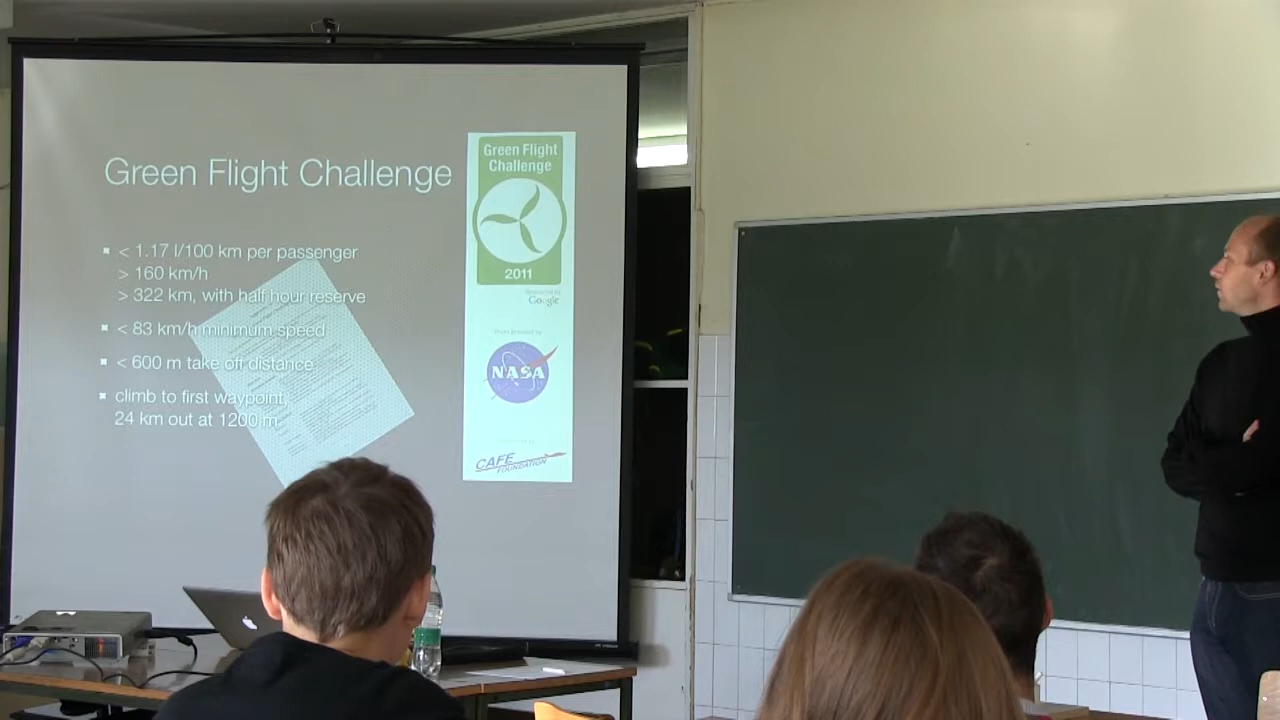 Green Flight Challenge
< 1.17 l/100 km per passenger
> 160 km/h
> 322 km, with half hour reserve
< 83 km/h minimum speed
< 600 m take off distance
climb to first waypoint,
24 km out at 1200 m
Green Flight
Challenge
2011
Google
NASA
CAFE
FOUNDATION